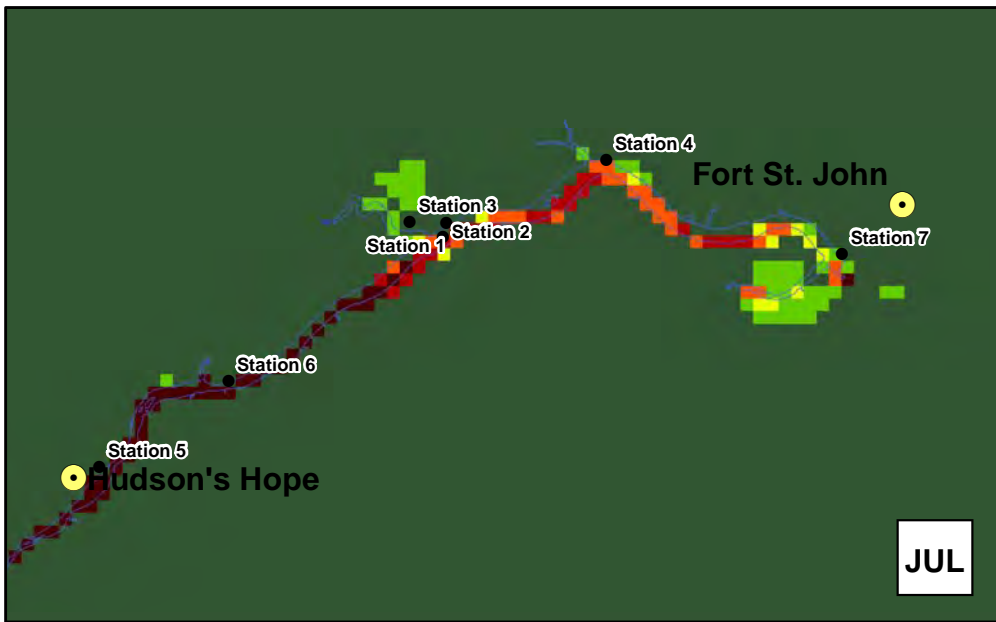 Station 4
Fort St. John
Station 3
Station 2
Station 1
Station 7
Station 6
Station 5
Hudson's Hope
JUL